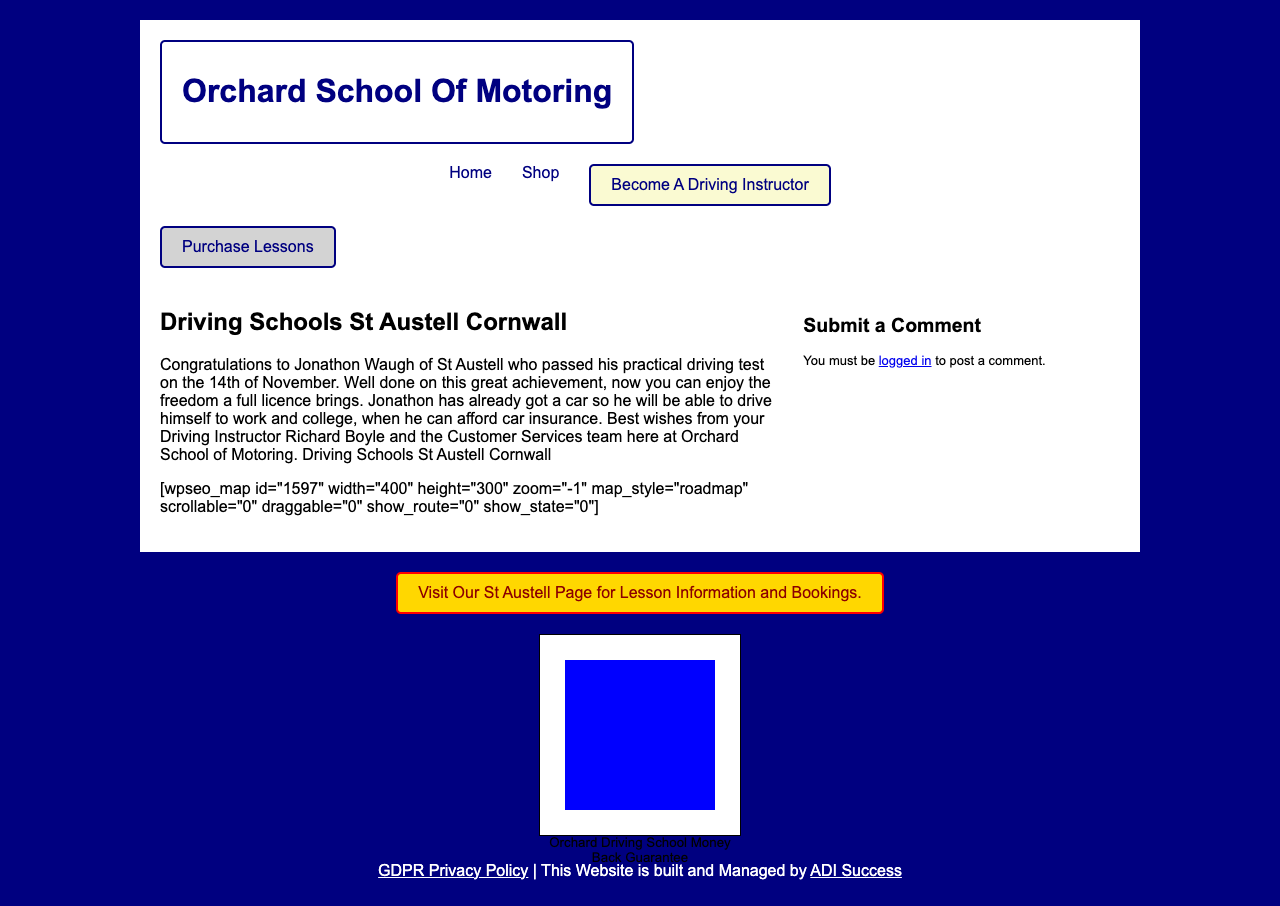 Orchard School Of Motoring
Home Shop Become A Driving Instructor
Purchase Lessons
Driving Schools St Austell Cornwall
Congratulations to Jonathon Waugh of St Austell who passed his practical driving test
on the 14th of November. Well done on this great achievement, now you can enjoy the
freedom a full licence brings. Jonathon has already got a car so he will be able to drive
himself to work and college, when he can afford car insurance. Best wishes from your
Driving Instructor Richard Boyle and the Customer Services team here at Orchard
School of Motoring. Driving Schools St Austell Cornwall
[wpseo_map id="1597" width="400" height="300" zoom="-1" map_style="roadmap"
scrollable="0" draggable="0" show_route="0" show_state="0"]
Submit a Comment
You must be logged in to post a comment.
Visit Our St Austell Page for Lesson Information and Bookings.
Orchard Driving School Money
Back Guarantee
GDPR Privacy Policy | This Website is built and Managed by ADI Success